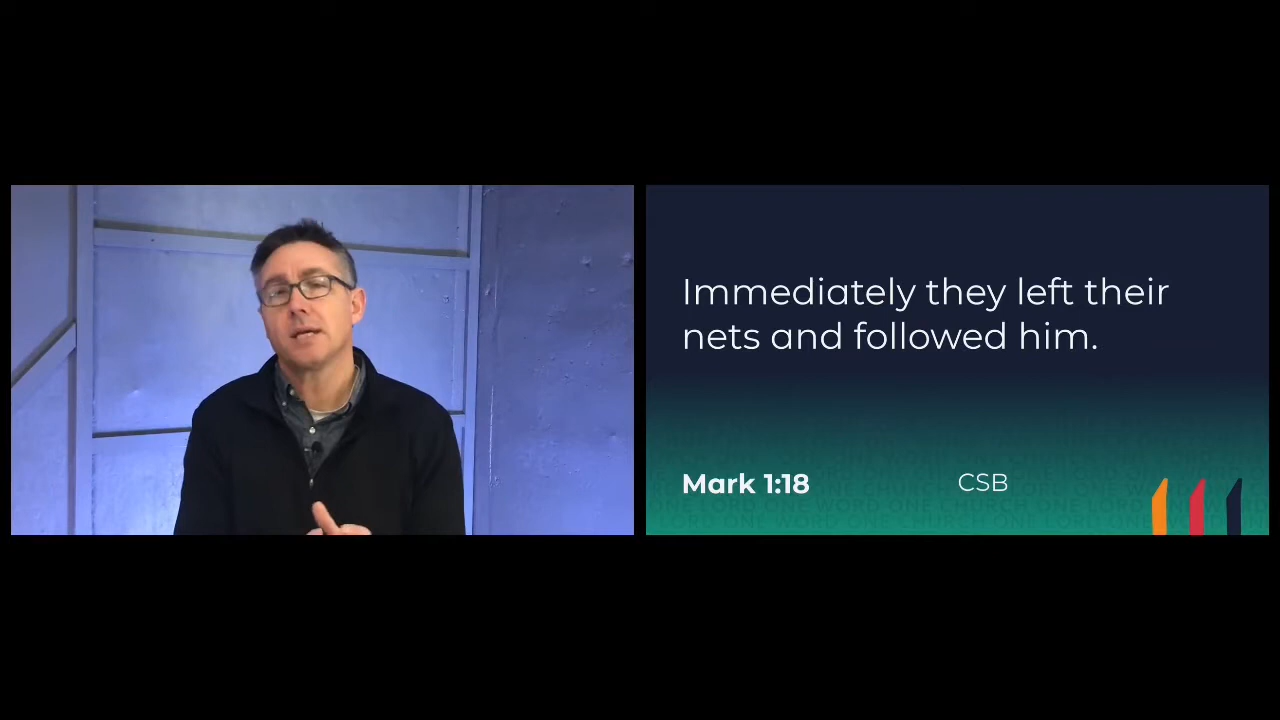 Immediately they left their
nets and followed him.
Mark 1:18 CSB